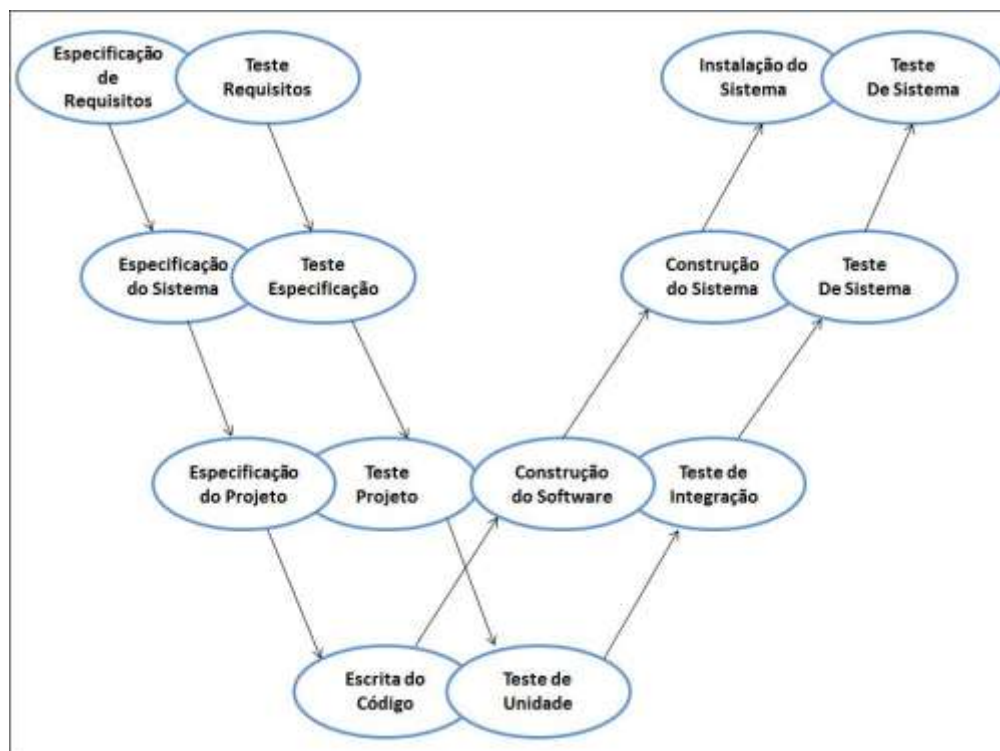 Especificação
de
Requisitos
Teste
Requisitos
Instalação do
Sistema
Teste
De Sistema
Especificação
do Sistema
Teste
Especificação
Construção
do Sistema
Teste
De Sistema
Especificação
do Projeto
Teste
Projeto
Construção
do Software
Teste de
Integração
Escrita do
Código
Teste de
Unidade